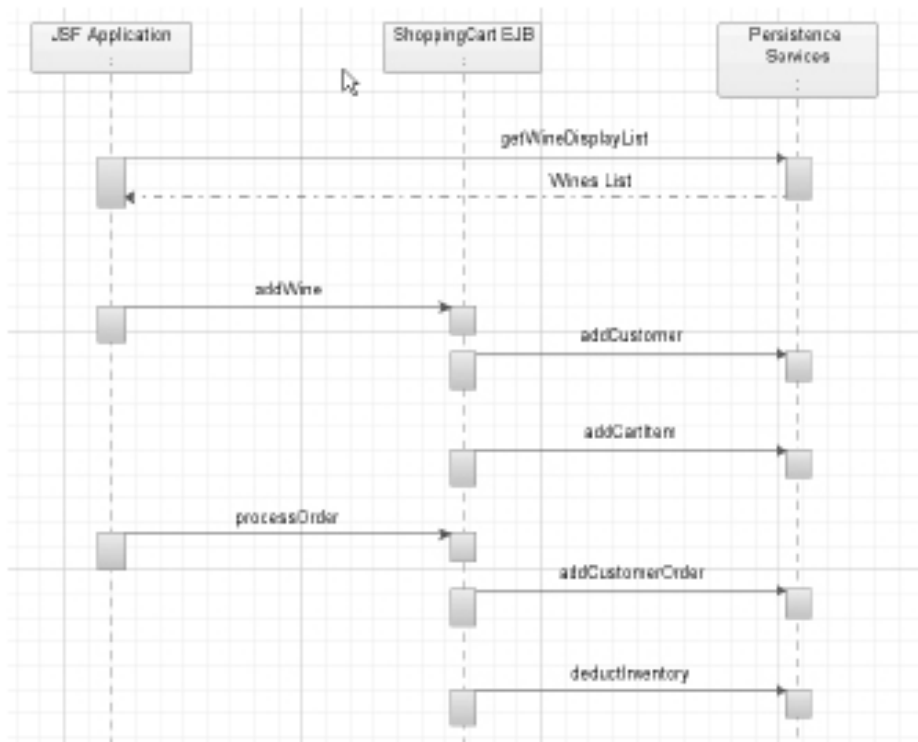 JSF Application
:
ShoppingCart EJB
:
Persistence
Services
:
getWineDisplayList
Wines List
addWine
addCustomer
addCartItem
processOrder
addCustomerOrder
deductInventory